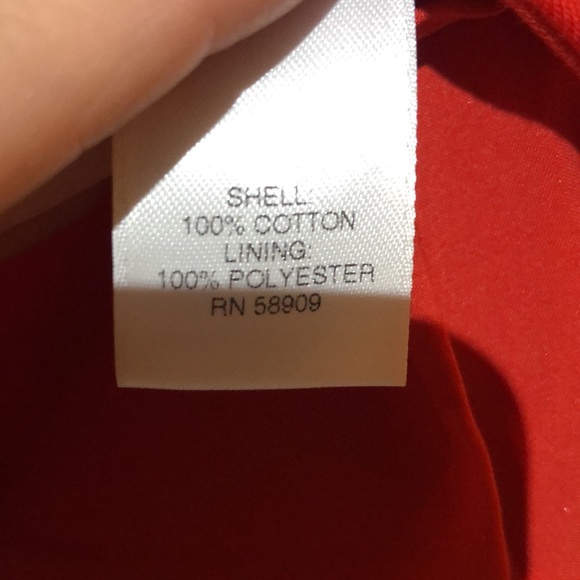 SHELL:
100% COTTON
LINING:
100% POLYESTER
RN 58909